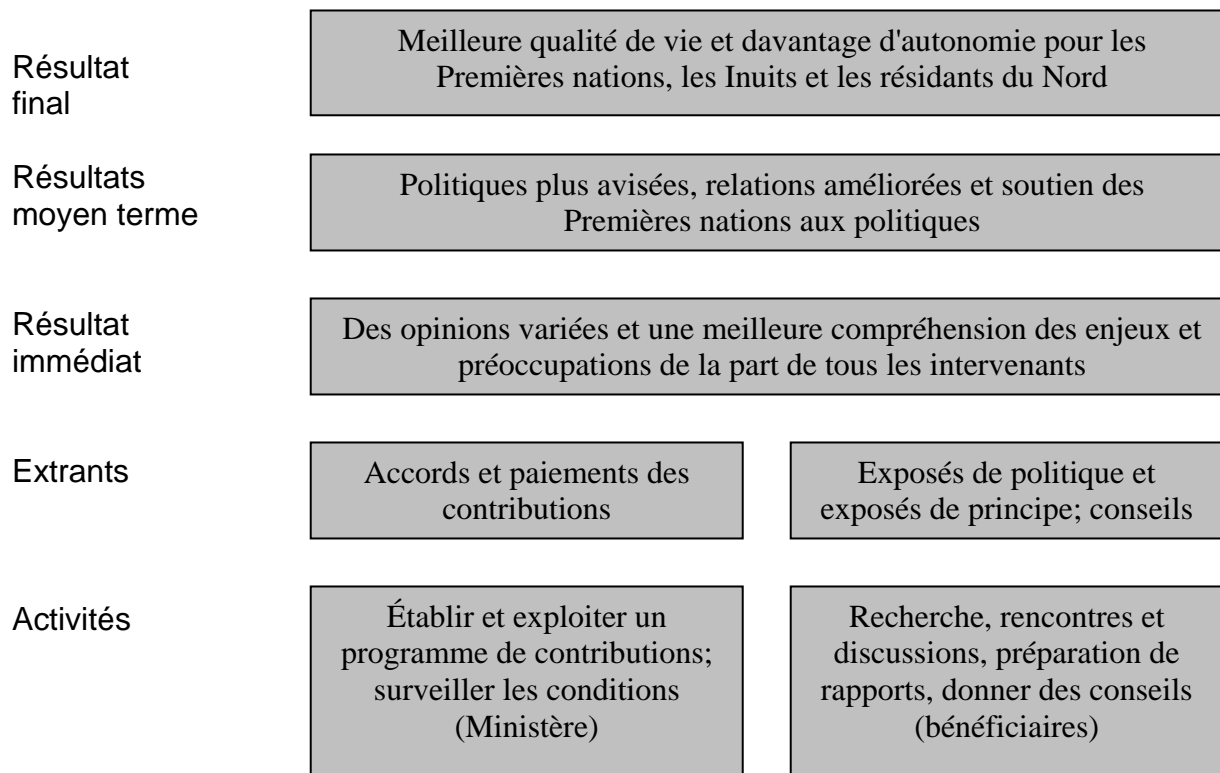 Résultat
final
Meilleure qualité de vie et davantage d'autonomie pour les
Premières nations, les Inuits et les résidants du Nord
Résultats
moyen terme
Politiques plus avisées, relations améliorées et soutien des
Premières nations aux politiques
Résultat
immédiat
Des opinions variées et une meilleure compréhension des enjeux et
préoccupations de la part de tous les intervenants
Extrants
Accords et paiements des
contributions
Exposés de politique et
exposés de principe; conseils
Activités
Établir et exploiter un
programme de contributions;
surveiller les conditions
(Ministère)
Recherche, rencontres et
discussions, préparation de
rapports, donner des conseils
(bénéficiaires)